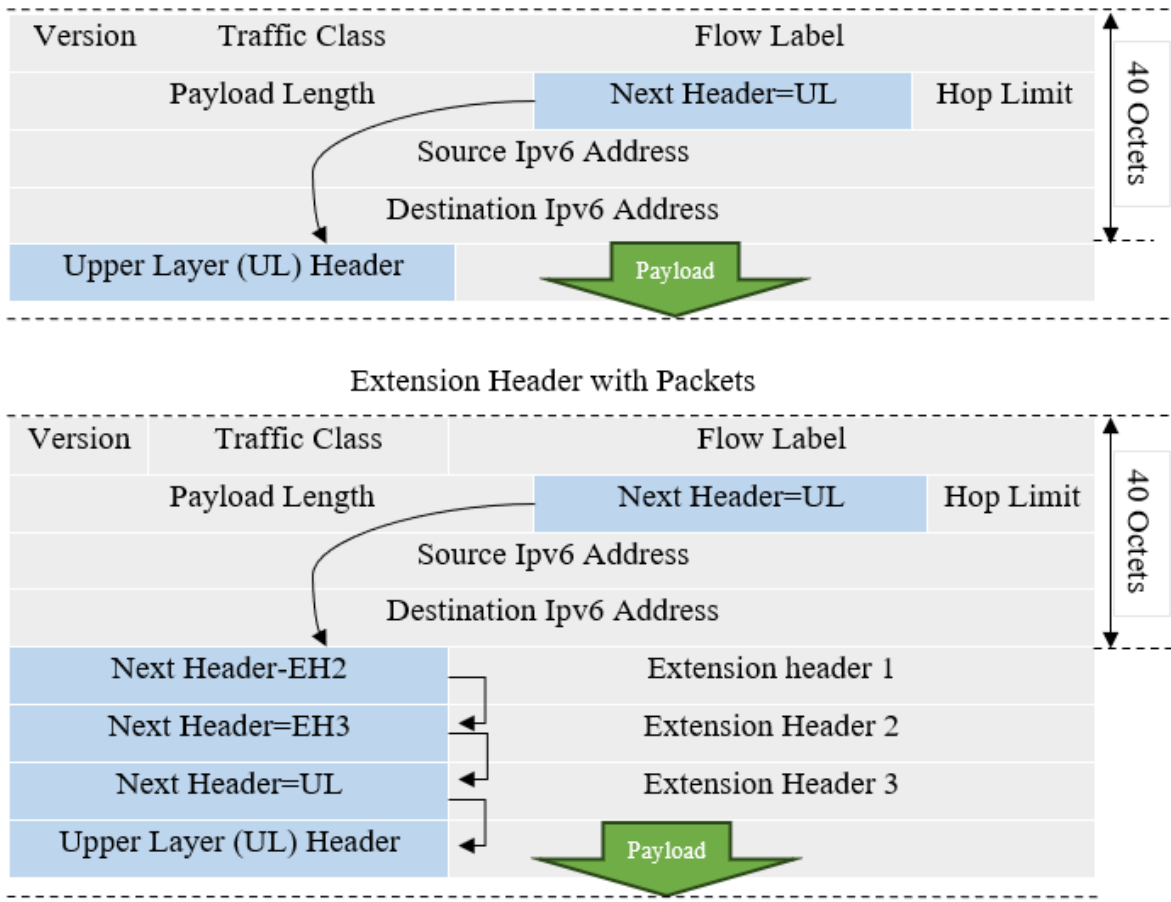 Version Traffic Class Flow Label
40 Octets
Payload Length Next Header=UL Hop Limit
Source Ipv6 Address
Destination Ipv6 Address
Upper Layer (UL) Header Payload
Extension Header with Packets
Version Traffic Class Flow Label
40 Octets
Payload Length Next Header=UL Hop Limit
Source Ipv6 Address
Destination Ipv6 Address
Next Header-EH2 Extension header 1
Next Header=EH3 Extension Header 2
Next Header=UL Extension Header 3
Upper Layer (UL) Header Payload